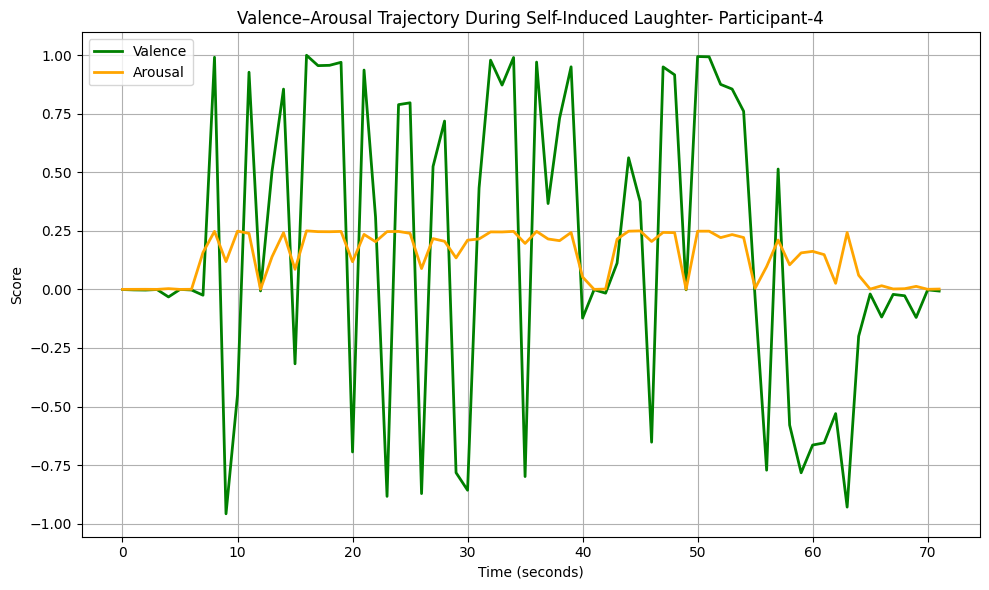 Valence–Arousal Trajectory During Self-Induced Laughter- Participant-4
Valence
Arousal
1.00
0.75
0.50
0.25
0.00
−0.25
−0.50
−0.75
−1.00
Score
0 10 20 30 40 50 60 70
Time (seconds)